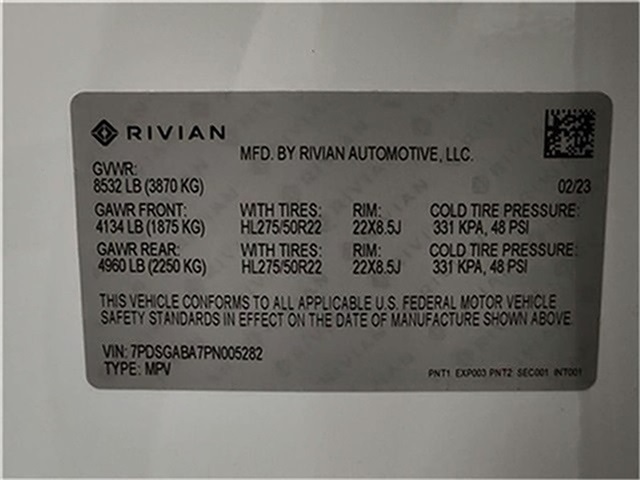 RIVIAN
MFD. BY RIVIAN AUTOMOTIVE, LLC.
GVWR:
8532 LB (3870 KG) 02/23
GAWR FRONT: WITH TIRES: RIM: COLD TIRE PRESSURE:
4134 LB (1875 KG) HL275/50R22 22X8.5J 331 KPA, 48 PSI
GAWR REAR: WITH TIRES: RIM: COLD TIRE PRESSURE:
4960 LB (2250 KG) HL275/50R22 22X8.5J 331 KPA, 48 PSI
THIS VEHICLE CONFORMS TO ALL APPLICABLE U.S. FEDERAL MOTOR VEHICLE
SAFETY STANDARDS IN EFFECT ON THE DATE OF MANUFACTURE SHOWN ABOVE.
VIN: 7PDSGABA7PN005282
TYPE: MPV
PNT1 EXP003 PNT2: SEC001 INT001